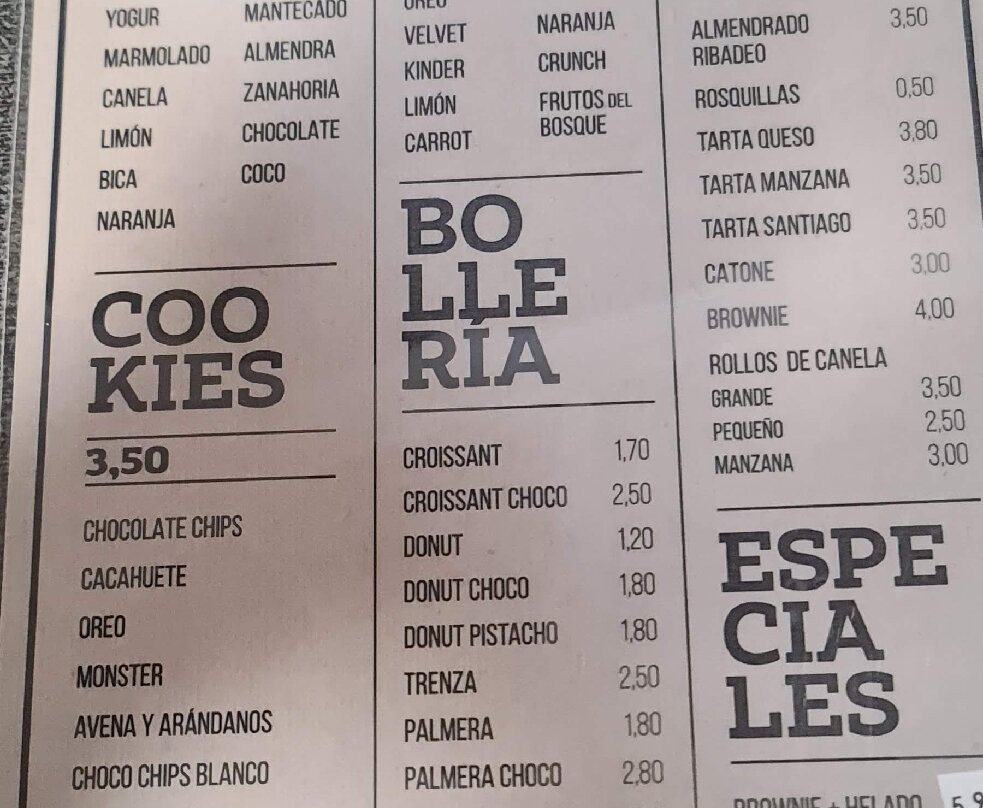 YOGUR
MARMOLADO
CANELA
LIMÓN
BICA
NARANJA
MANTECADO
ALMENDRA
ZANAHORIA
CHOCOLATE
COCO
COO
KIES
3,50
CHOCOLATE CHIPS
CACAHUETE
OREO
MONSTER
AVENA Y ARÁNDANOS
CHOCO CHIPS BLANCO
OREO
VELVET
KINDER
LIMÓN
CARROT
NARANJA
CRUNCH
FRUTOS DEL
BOSQUE
BO
LLE
RÍA
CROISSANT 1,70
CROISSANT CHOCO 2,50
DONUT 1,20
DONUT CHOCO 1,80
DONUT PISTACHO 1,80
TRENZA 2,50
PALMERA 1,80
PALMERA CHOCO 2,80
ALMENDRADO 3,50
RIBADEO
ROSQUILLAS 0,50
TARTA QUESO 3,80
TARTA MANZANA 3,50
TARTA SANTIAGO 3,50
CATONE 3,00
BROWNIE 4,00
ROLLOS DE CANELA
GRANDE 3,50
PEQUEÑO 2,50
MANZANA 3,00
ESPE
CIA
LES
BROWNIE + HELADO